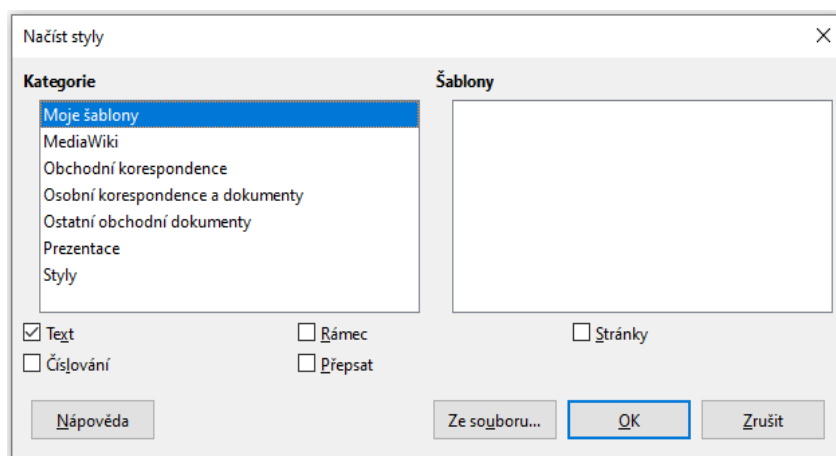 Načíst styly
Kategorie
Šablony
Moje šablony
MediaWiki
Obchodní korespondence
Osobní korespondence a dokumenty
Ostatní obchodní dokumenty
Prezentace
Styly
Text
Rámec
Stránky
Číslování
Přepsat
Nápověda
Ze souboru...
OK
Zrušit